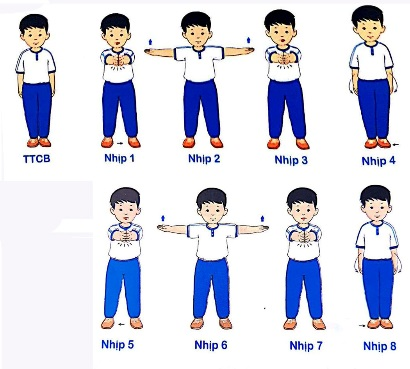 TTCB
Nhịp 1
Nhịp 2
Nhịp 3
Nhịp 4
Nhịp 5
Nhịp 6
Nhịp 7
Nhịp 8